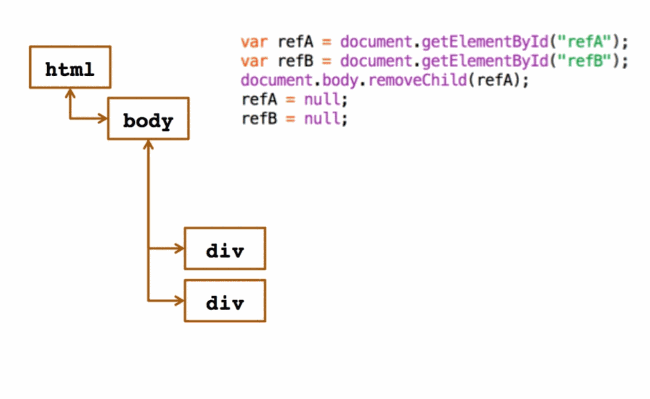 var refA = document.getElementById("refA");
var refB = document.getElementById("refB");
document.body.removeChild(refA);
refA = null;
refB = null;
html
body
div
div